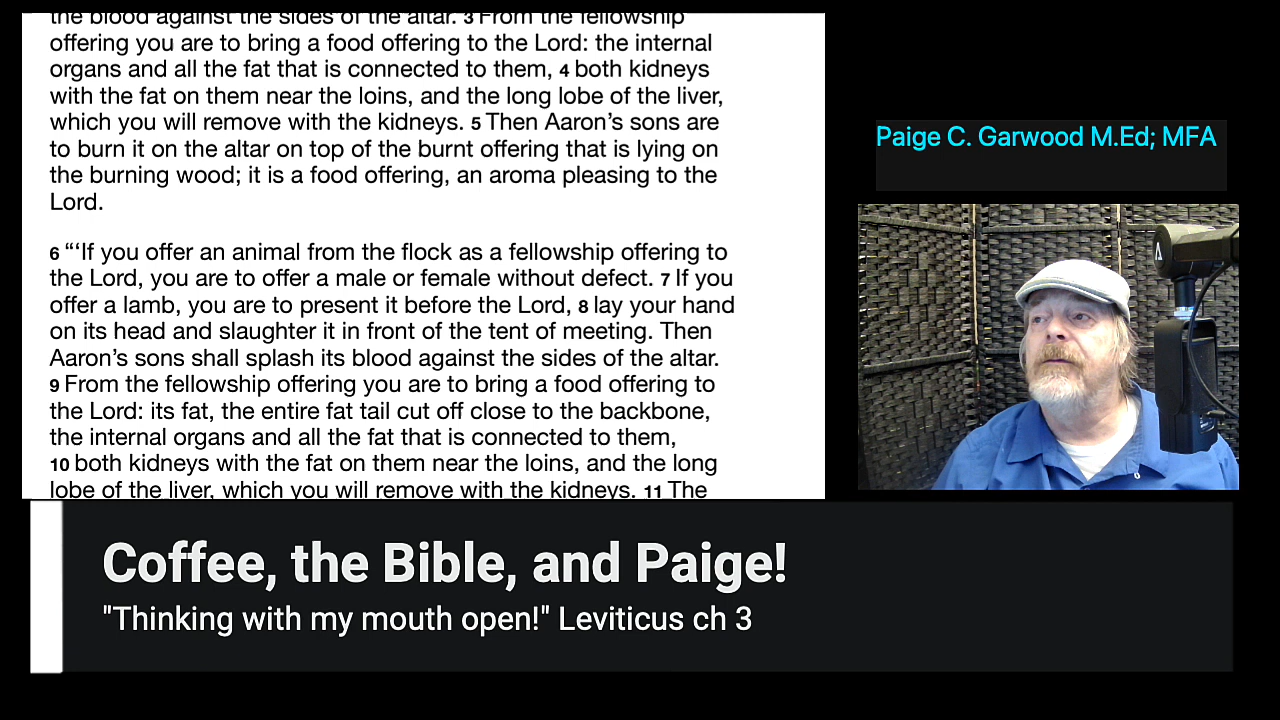 the blood against the sides of the altar. 3 From the fellowship
offering you are to bring a food offering to the Lord: the internal
organs and all the fat that is connected to them, 4 both kidneys
with the fat on them near the loins, and the long lobe of the liver,
which you will remove with the kidneys. 5 Then Aaron’s sons are
to burn it on the altar on top of the burnt offering that is lying on
the burning wood; it is a food offering, an aroma pleasing to the
Lord.
6 “‘If you offer an animal from the flock as a fellowship offering to
the Lord, you are to offer a male or female without defect. 7 If you
offer a lamb, you are to present it before the Lord, 8 lay your hand
on its head and slaughter it in front of the tent of meeting. Then
Aaron’s sons shall splash its blood against the sides of the altar.
9 From the fellowship offering you are to bring a food offering to
the Lord: its fat, the entire fat tail cut off close to the backbone,
the internal organs and all the fat that is connected to them,
10 both kidneys with the fat on them near the loins, and the long
lobe of the liver, which you will remove with the kidneys. 11 The
Paige C. Garwood M.Ed; MFA
Coffee, the Bible, and Paige!
"Thinking with my mouth open!" Leviticus ch 3